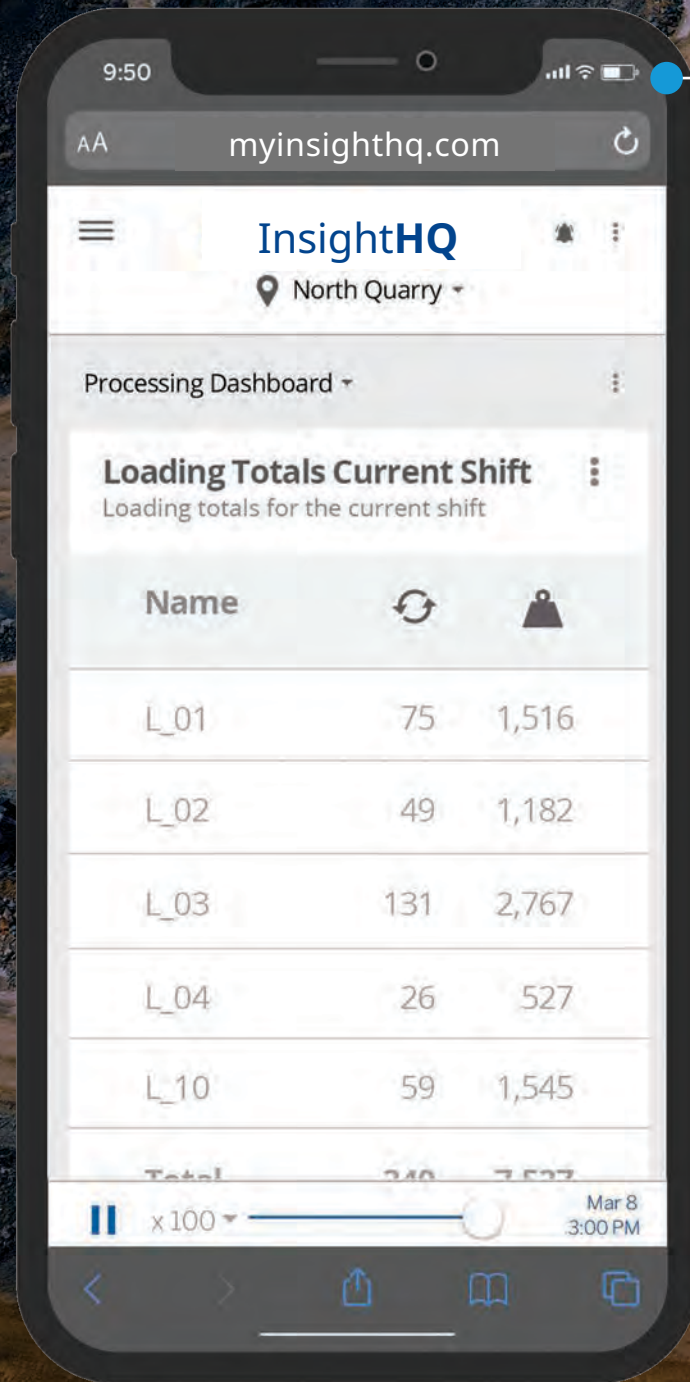 9:50
AA myinsighthq.com
InsightHQ
North Quarry
Processing Dashboard
Loading Totals Current Shift
Loading totals for the current shift
Name
L_01 75 1,516
L_02 49 1,182
L_03 131 2,767
L_04 26 527
L_10 59 1,545
Total
x 100
Mar 8
3:00 PM